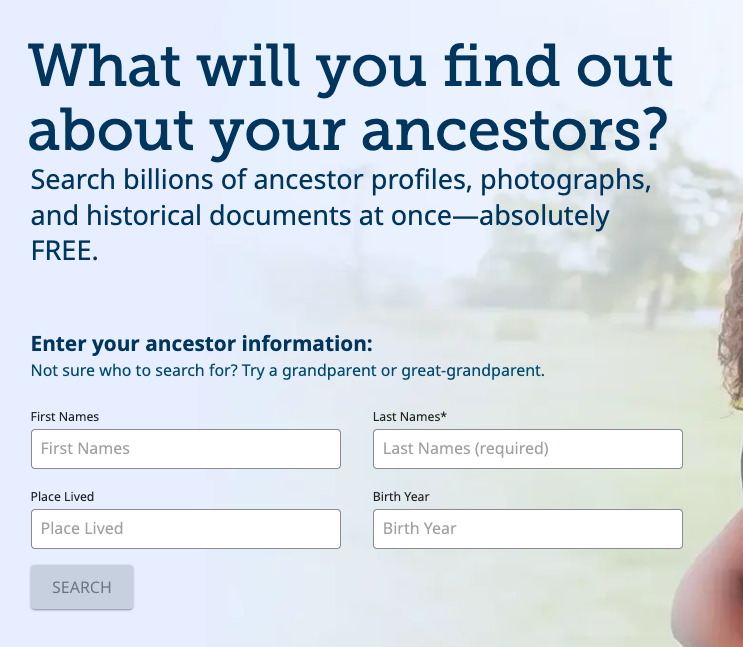 What will you find out
about your ancestors?
Search billions of ancestor profiles, photographs,
and historical documents at once—absolutely
FREE.
Enter your ancestor information:
Not sure who to search for? Try a grandparent or great-grandparent.
First Names
Last Names*
First Names
Last Names (required)
Place Lived
Birth Year
Place Lived
Birth Year
SEARCH